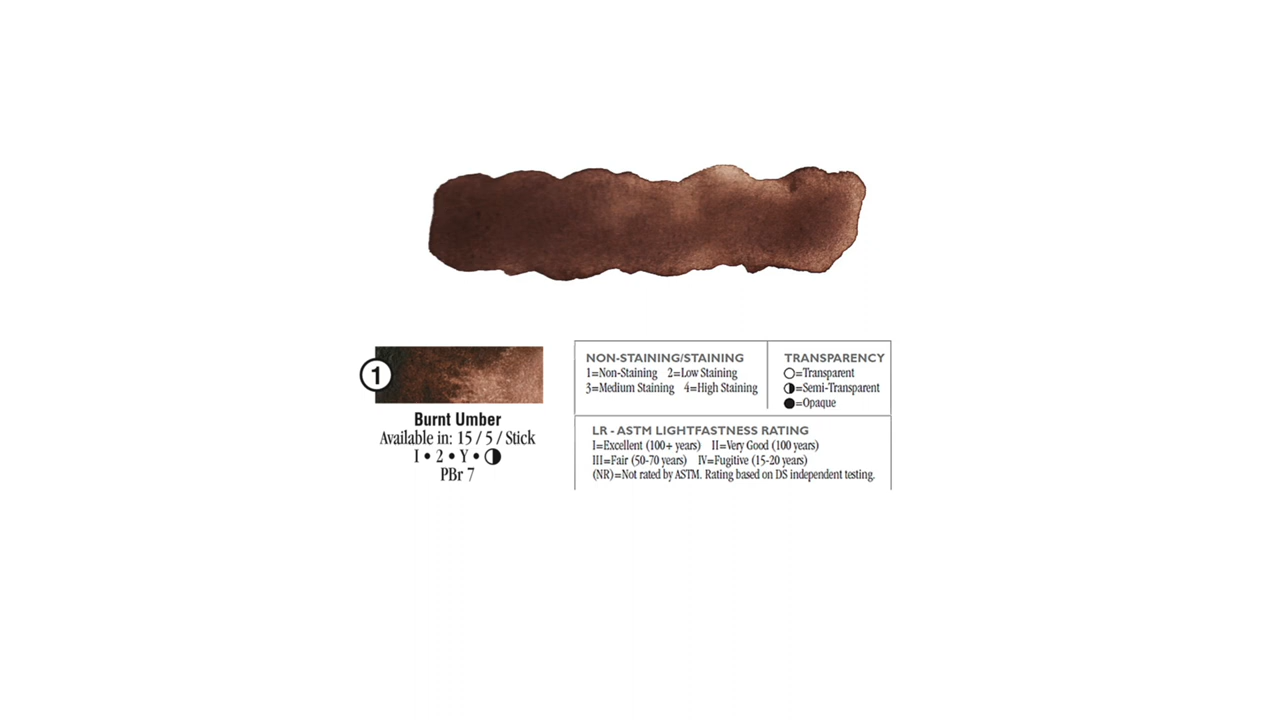 1
Burnt Umber
Available in: 15 / 5 / Stick
I • 2 • Y • ◑
PBr 7
NON-STAINING/STAINING
1=Non-Staining 2=Low Staining
3=Medium Staining 4=High Staining
TRANSPARENCY
○=Transparent
◑=Semi-Transparent
●=Opaque
LR - ASTM LIGHTFASTNESS RATING
I=Excellent (100+ years) II=Very Good (100 years)
III=Fair (50-70 years) IV=Fugitive (15-20 years)
(NR)=Not rated by ASTM. Rating based on DS independent testing.